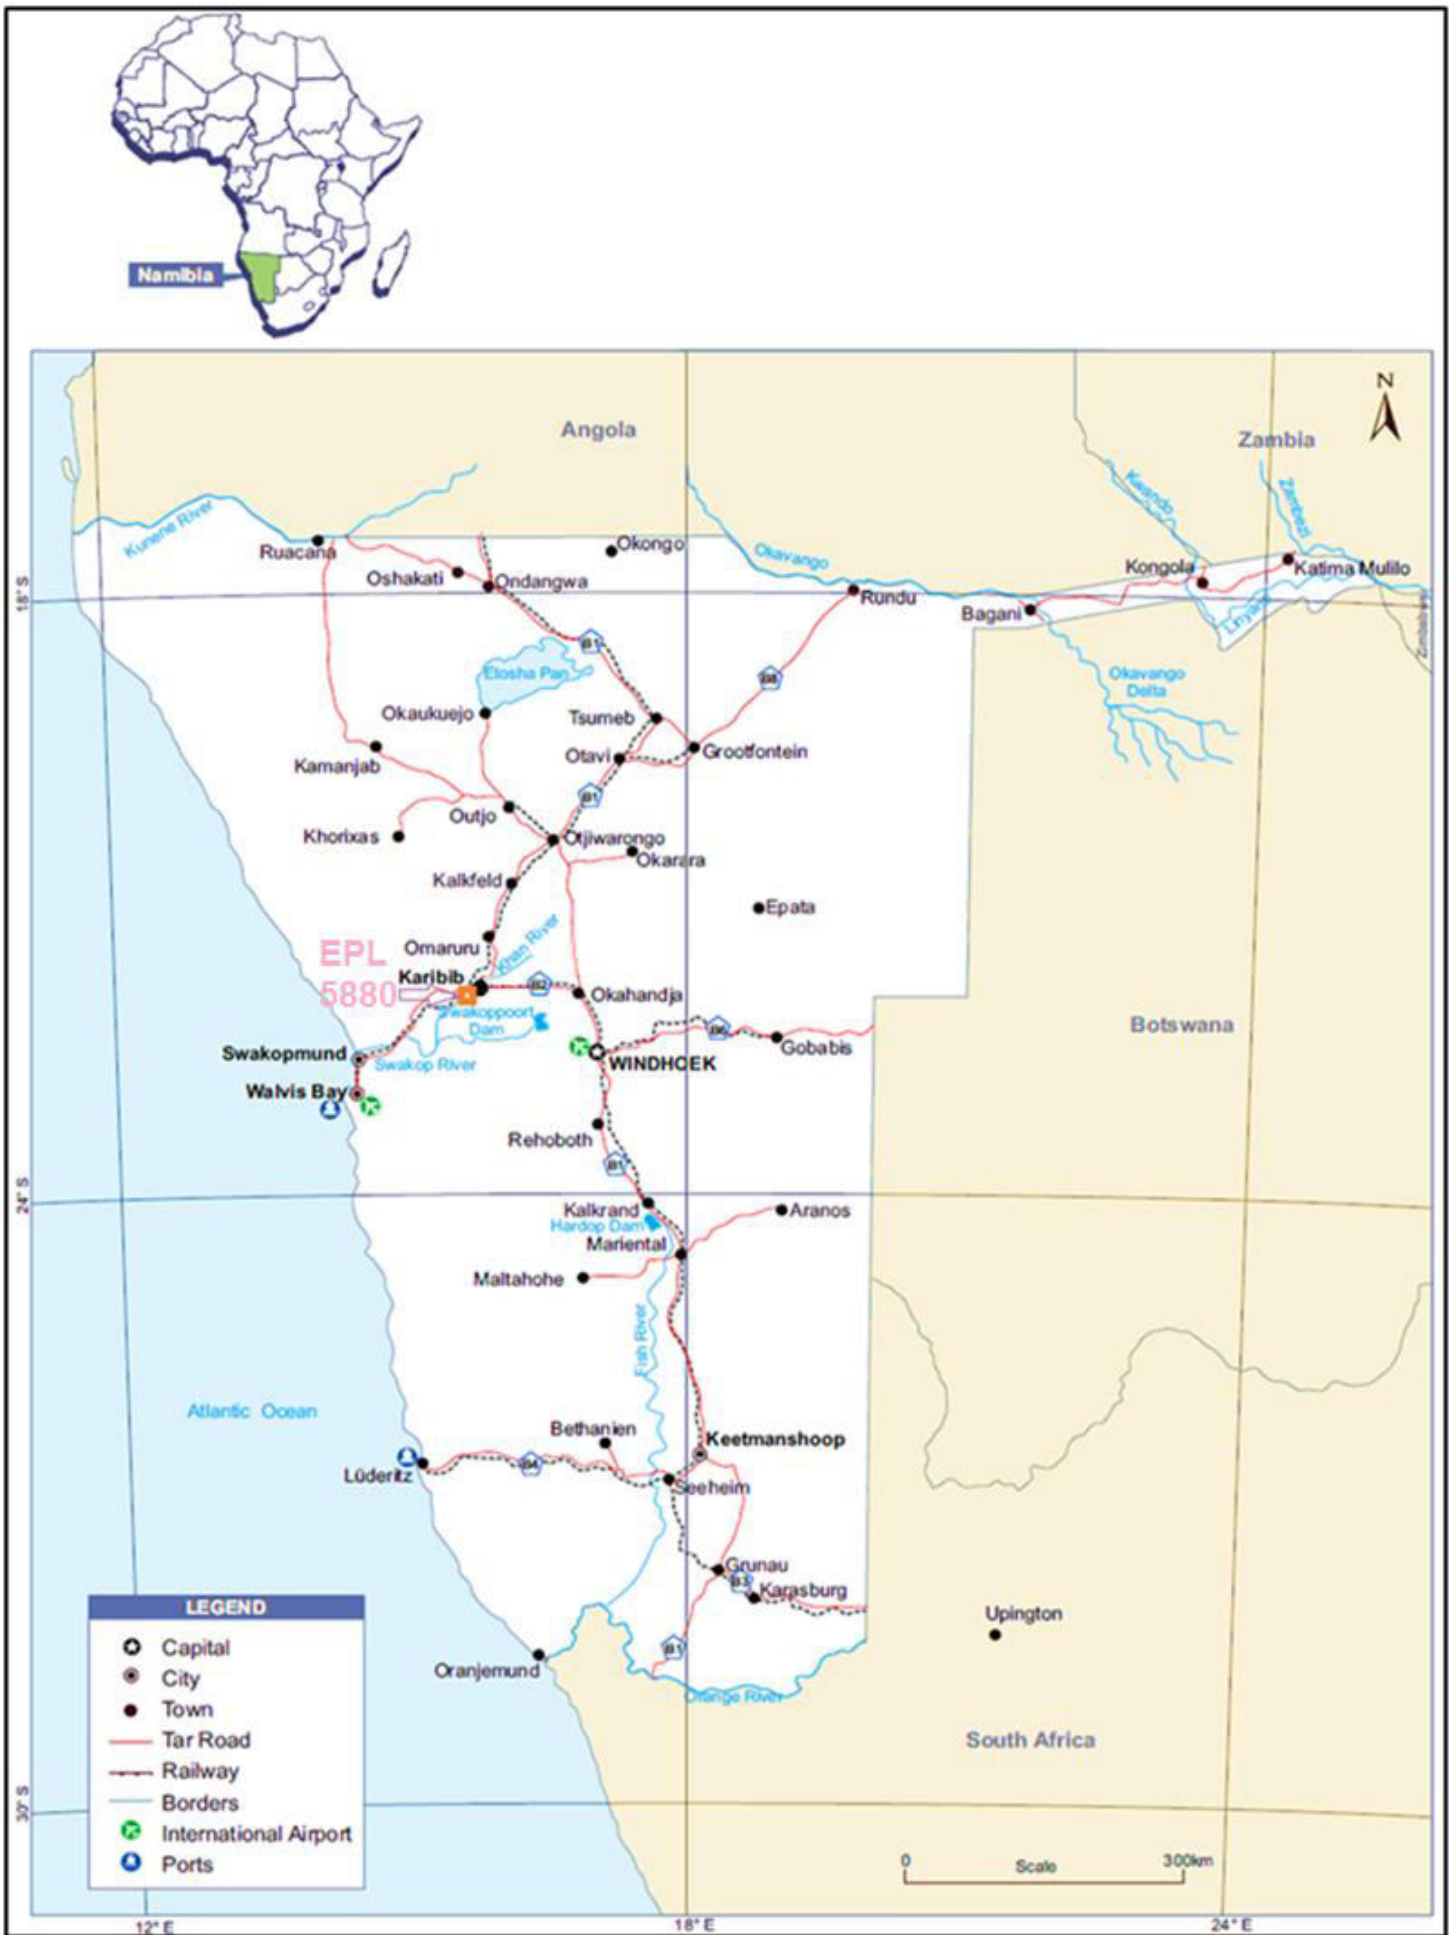 Namibia
N
Angola
Zambia
Kwando
Zambezi
Kunene River
Ruacana
Okongo
Okavango
Oshakati
Ondangwa
Kongola
Katima Mulilo
18° S
Rundu
Bagani
Linyanti
Zimbabwe
B1
Etosha Pan
B8
Okavango
Delta
Okaukuejo
Tsumeb
Kamanjab
Otavi
Grootfontein
B1
Outjo
Khorixas
Otjiwarongo
Okarara
Kalkfeld
Epata
Omaruru
Khan River
EPL
5880
Karibib
B2
Okahandja
Swakoppoort
Dam
B6
Gobabis
Botswana
Swakopmund
Swakop River
WINDHOEK
Walvis Bay
Rehoboth
B1
24° S
Kalkrand
Aranos
Hardop Dam
Mariental
Maltahohe
Fish River
Atlantic Ocean
Bethanien
Keetmanshoop
Lüderitz
B4
Seeheim
Grunau
B3
Karasburg
Upington
B1
Oranjemund
Orange River
South Africa
LEGEND
Capital
City
Town
Tar Road
Railway
Borders
International Airport
Ports
30° S
0
Scale
300km
12° E
18° E
24° E